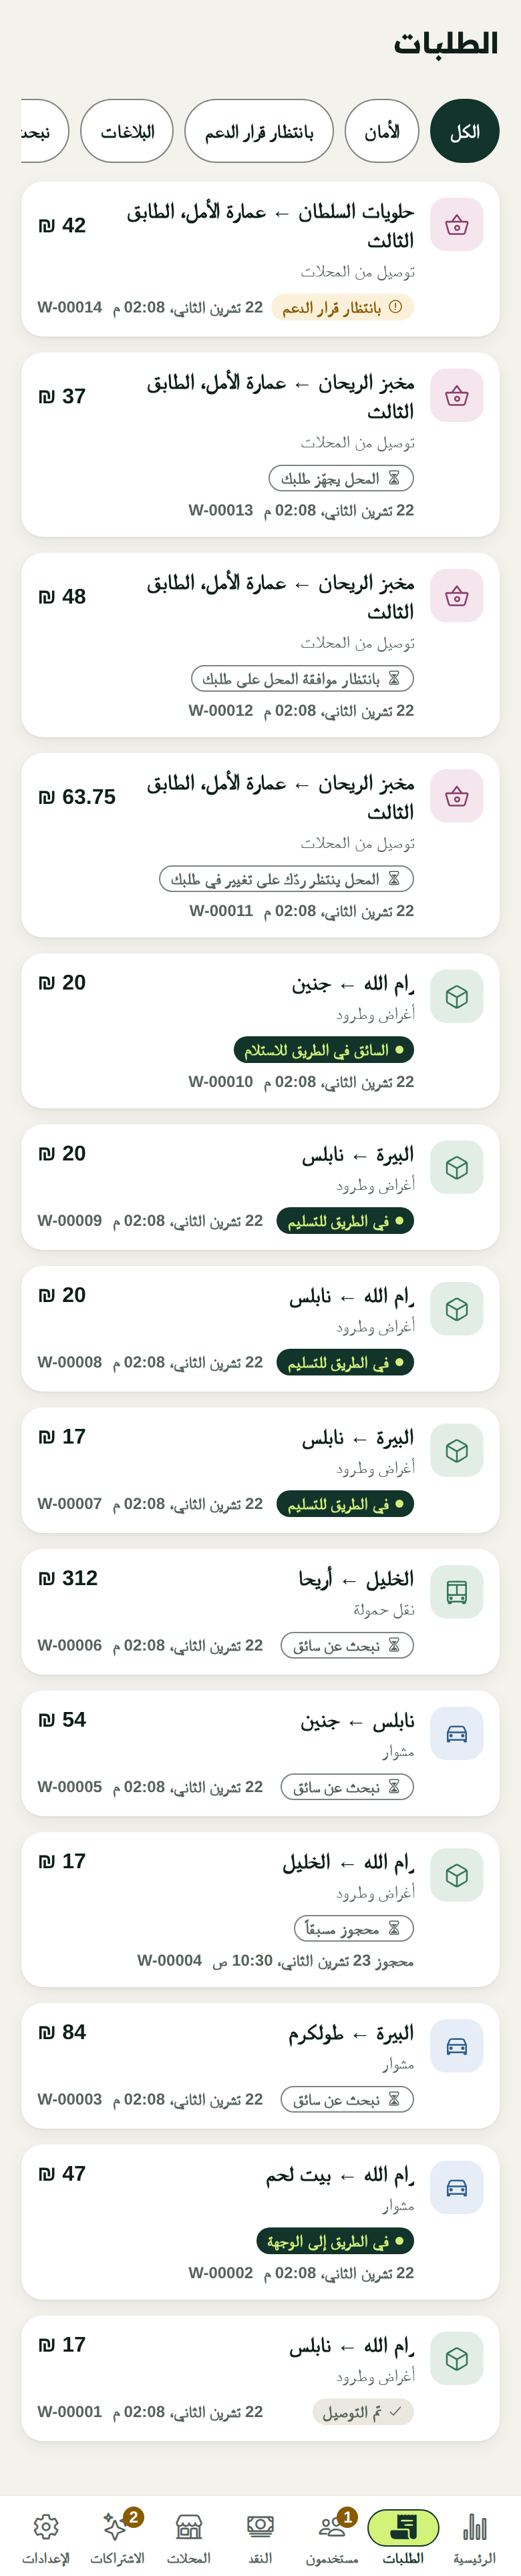 الطلبات
الكل
الأمان
بانتظار قرار الدعم
البلاغات
حلويات السلطان ← عمارة الأمل، الطابق الثالث
42 ₪
توصيل من المحلات
بانتظار قرار الدعم
22 تشرين الثاني، 02:08 م W-00014
مخبز الريحان ← عمارة الأمل، الطابق الثالث
37 ₪
توصيل من المحلات
المحل يجهّز طلبك
22 تشرين الثاني، 02:08 م W-00013
مخبز الريحان ← عمارة الأمل، الطابق الثالث
48 ₪
توصيل من المحلات
بانتظار موافقة المحل على طلبك
22 تشرين الثاني، 02:08 م W-00012
مخبز الريحان ← عمارة الأمل، الطابق الثالث
63.75 ₪
توصيل من المحلات
المحل ينتظر ردّك على تغيير في طلبك
22 تشرين الثاني، 02:08 م W-00011
رام الله ← جنين
20 ₪
أغراض وطرود
السائق في الطريق للاستلام
22 تشرين الثاني، 02:08 م W-00010
البيرة ← نابلس
20 ₪
أغراض وطرود
في الطريق للتسليم
22 تشرين الثاني، 02:08 م W-00009
رام الله ← نابلس
20 ₪
أغراض وطرود
في الطريق للتسليم
22 تشرين الثاني، 02:08 م W-00008
البيرة ← نابلس
17 ₪
أغراض وطرود
في الطريق للتسليم
22 تشرين الثاني، 02:08 م W-00007
الخليل ← أريحا
312 ₪
نقل حمولة
نبحث عن سائق
22 تشرين الثاني، 02:08 م W-00006
نابلس ← جنين
54 ₪
مشوار
نبحث عن سائق
22 تشرين الثاني، 02:08 م W-00005
رام الله ← الخليل
17 ₪
أغراض وطرود
محجوز مسبقاً
محجوز 23 تشرين الثاني، 10:30 ص W-00004
البيرة ← طولكرم
84 ₪
مشوار
نبحث عن سائق
22 تشرين الثاني، 02:08 م W-00003
رام الله ← بيت لحم
47 ₪
مشوار
في الطريق إلى الوجهة
22 تشرين الثاني، 02:08 م W-00002
رام الله ← نابلس
17 ₪
أغراض وطرود
تمّ التوصيل
22 تشرين الثاني، 02:08 م W-00001
الرئيسية
الطلبات
1
مستخدمون
النقد
المحلات
2
الاشتراكات
الإعدادات